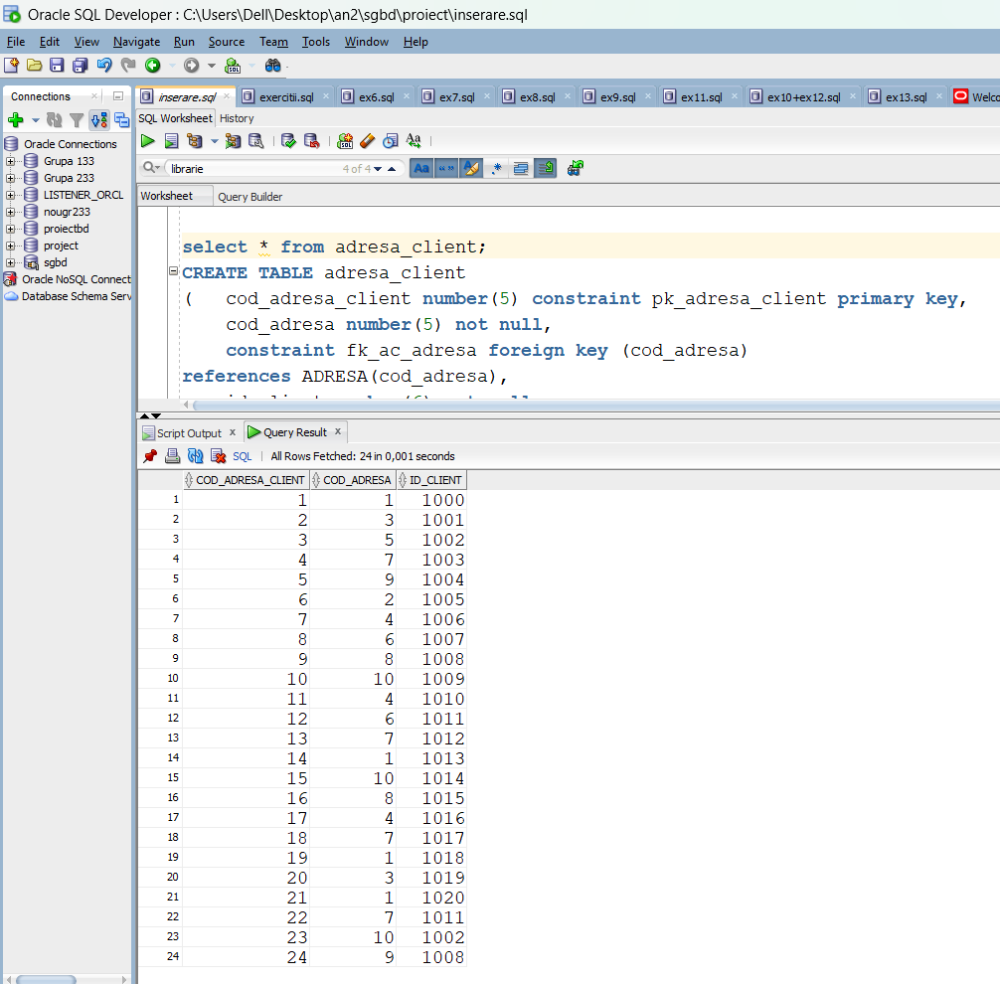 Oracle SQL Developer : C:\Users\Dell\Desktop\an2\sgbd\proiect\inserare.sql
File Edit View Navigate Run Source Team Tools Window Help
Connections
Oracle Connections
Grupa 133
Grupa 233
LISTENER_ORCL
nougr233
proiectbd
project
sgbd
Oracle NoSQL Connect
Database Schema Serv
inserare.sql exercitii.sql ex6.sql ex7.sql ex8.sql ex9.sql ex11.sql ex10+ex12.sql ex13.sql Welco
SQL Worksheet History
librarie 4 of 4
Worksheet Query Builder
select * from adresa_client;
CREATE TABLE adresa_client
( cod_adresa_client number(5) constraint pk_adresa_client primary key,
cod_adresa number(5) not null,
constraint fk_ac_adresa foreign key (cod_adresa)
references ADRESA(cod_adresa),
Script Output x Query Result x
SQL | All Rows Fetched: 24 in 0,001 seconds
COD_ADRESA_CLIENT COD_ADRESA ID_CLIENT
1 1 1 1000
2 2 3 1001
3 3 5 1002
4 4 7 1003
5 5 9 1004
6 6 2 1005
7 7 4 1006
8 8 6 1007
9 9 8 1008
10 10 10 1009
11 11 4 1010
12 12 6 1011
13 13 7 1012
14 14 1 1013
15 15 10 1014
16 16 8 1015
17 17 4 1016
18 18 7 1017
19 19 1 1018
20 20 3 1019
21 21 1 1020
22 22 7 1011
23 23 10 1002
24 24 9 1008